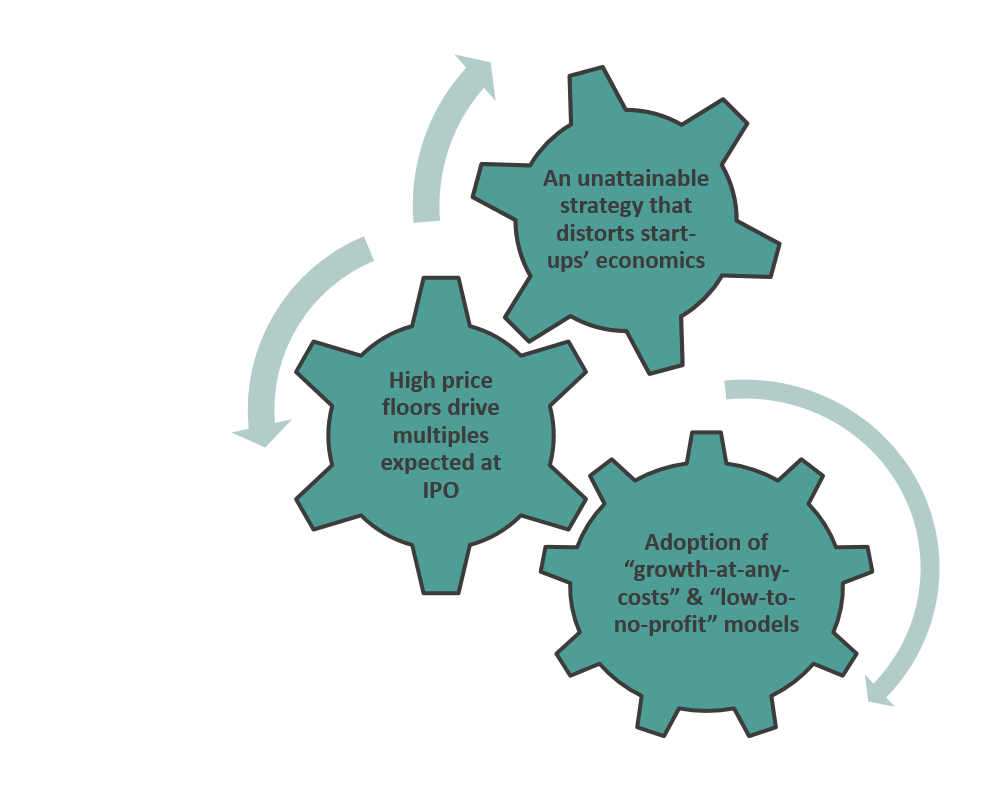 An unattainable
strategy that
distorts start-
ups’ economics
High price
floors drive
multiples
expected at
IPO
Adoption of
“growth-at-any-
costs” & “low-to-
no-profit” models